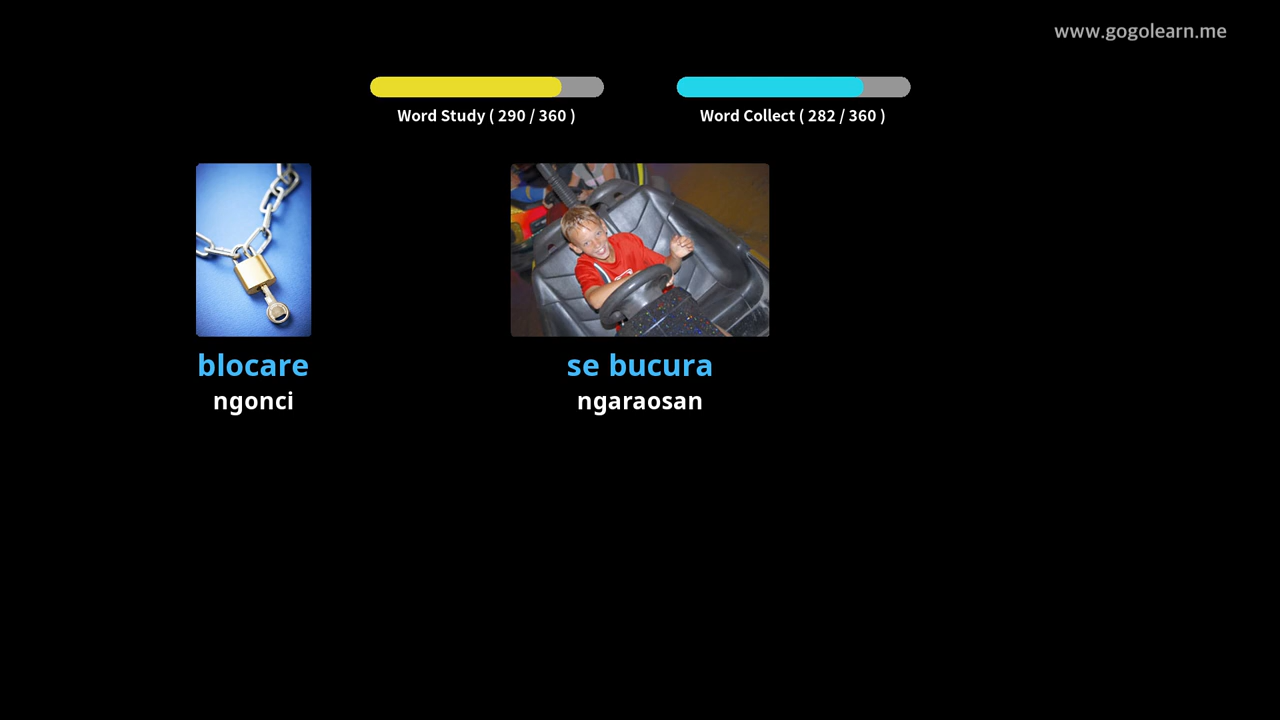 www.gogolearn.me
Word Study ( 290 / 360 )
Word Collect ( 282 / 360 )
blocare
ngonci
se bucura
ngaraosan